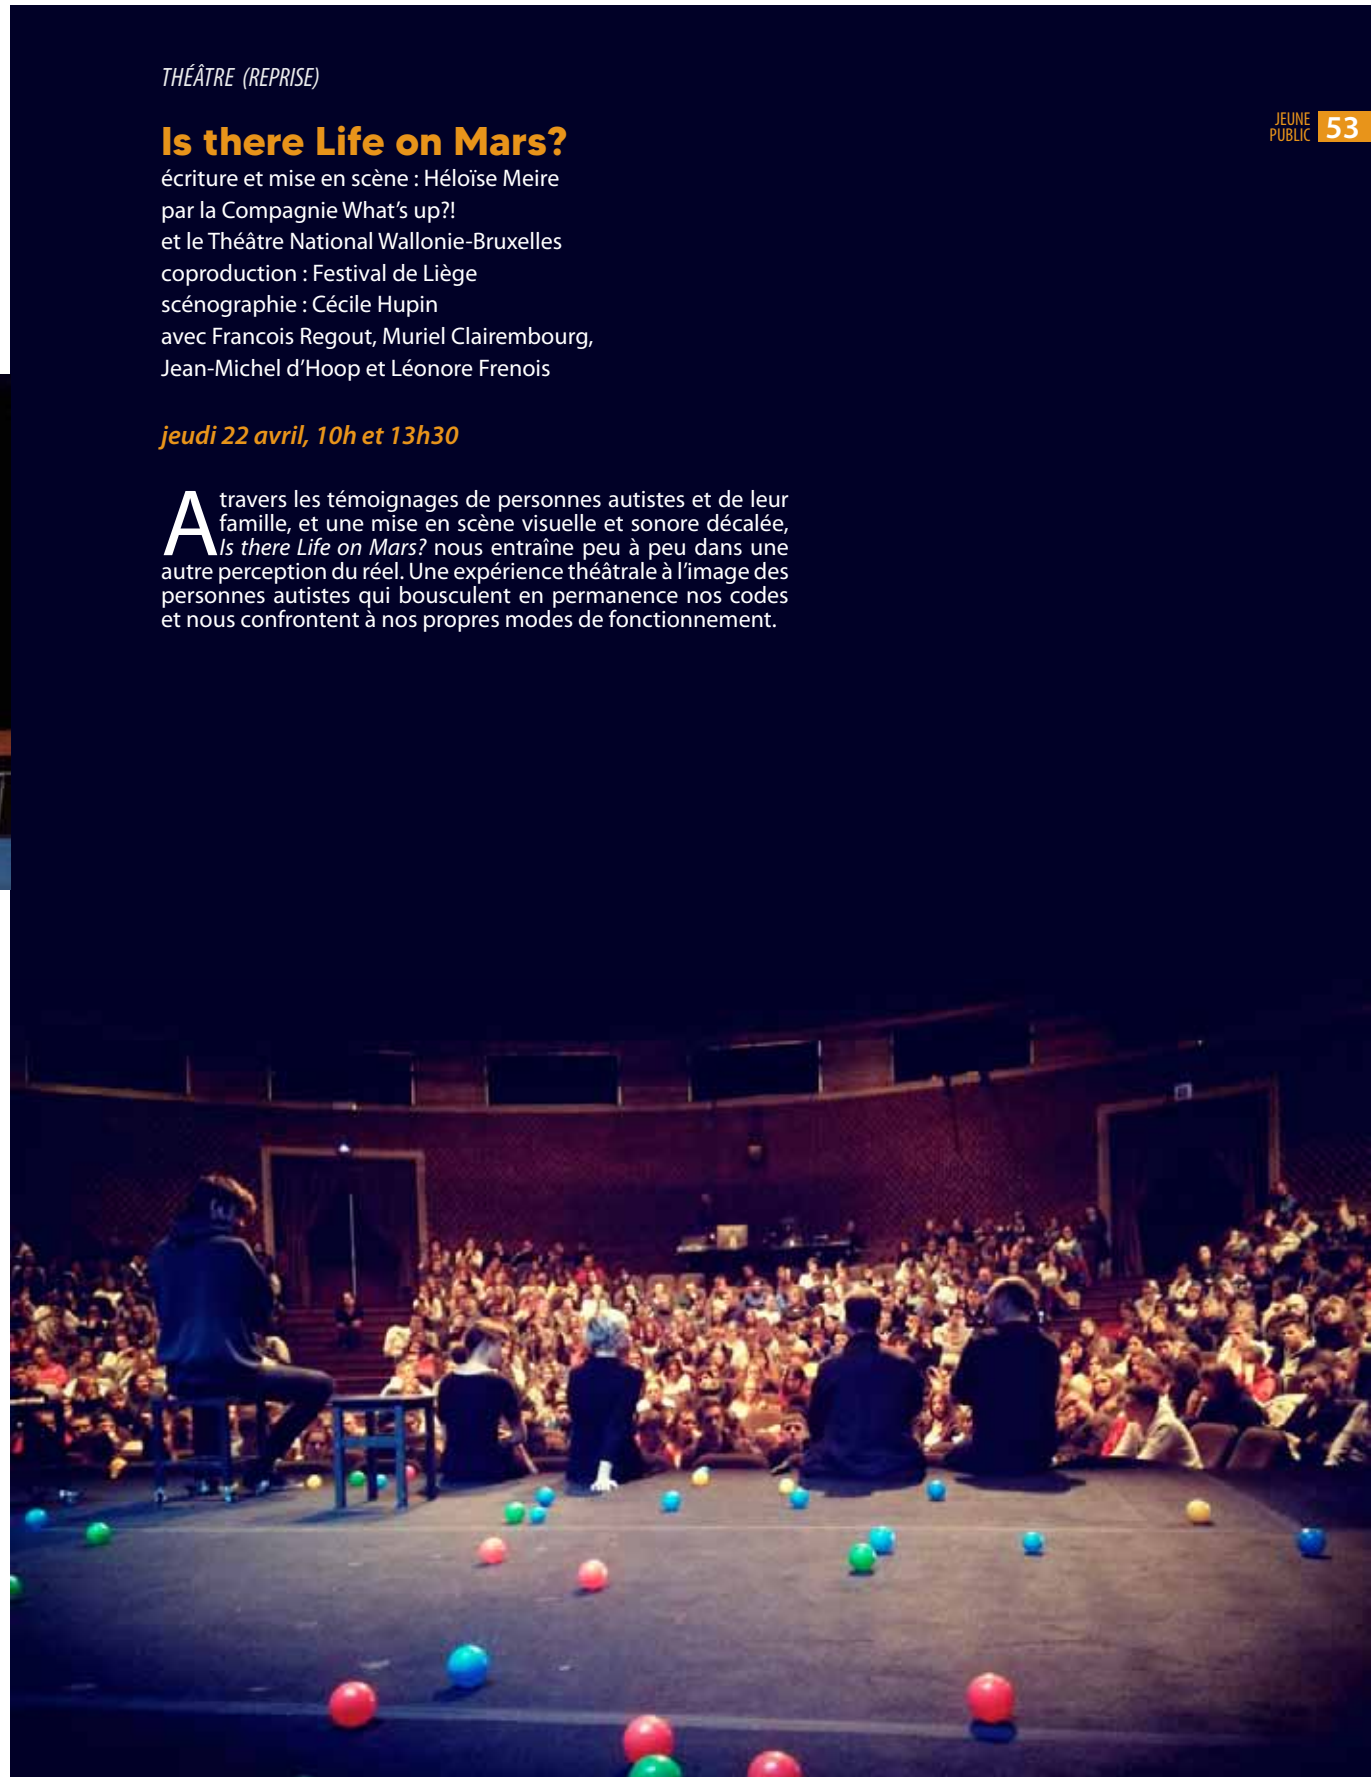 THÉÂTRE (REPRISE)
JEUNE
PUBLIC 53
Is there Life on Mars?
écriture et mise en scène : Héloïse Meire
par la Compagnie What’s up?!
et le Théâtre National Wallonie-Bruxelles
coproduction : Festival de Liège
scénographie : Cécile Hupin
avec Francois Regout, Muriel Clairembourg,
Jean-Michel d’Hoop et Léonore Frenois
jeudi 22 avril, 10h et 13h30
A travers les témoignages de personnes autistes et de leur
famille, et une mise en scène visuelle et sonore décalée,
Is there Life on Mars? nous entraîne peu à peu dans une
autre perception du réel. Une expérience théâtrale à l’image des
personnes autistes qui bousculent en permanence nos codes
et nous confrontent à nos propres modes de fonctionnement.